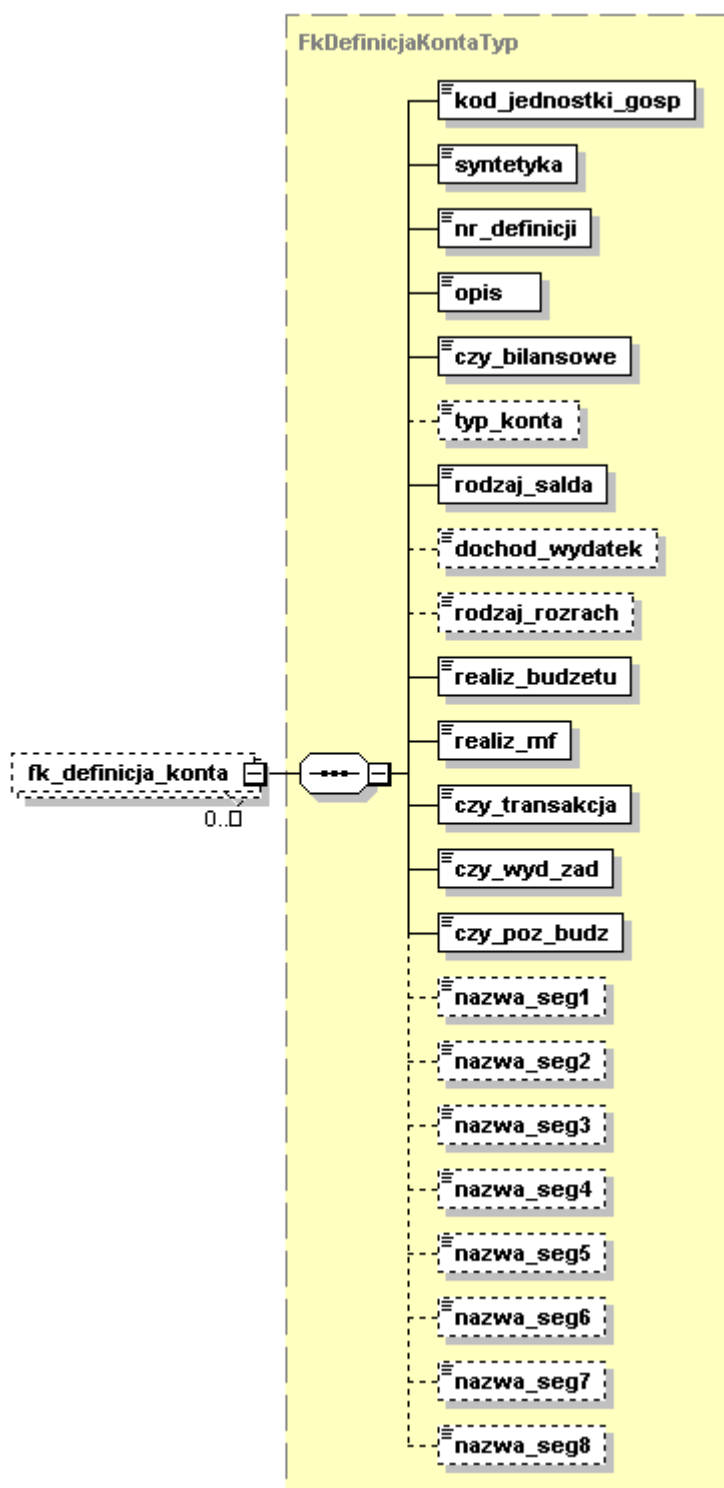 FkDefinicjaKontaTyp
kod_jednostki_gosp
syntetyka
nr_definicji
opis
czy_bilansowe
typ_konta
rodzaj_salda
dochod_wydatek
rodzaj_rozrach
realiz_budzetu
realiz_mf
fk_definicja_konta
0..□
czy_transakcja
czy_wyd_zad
czy_poz_budz
nazwa_seg1
nazwa_seg2
nazwa_seg3
nazwa_seg4
nazwa_seg5
nazwa_seg6
nazwa_seg7
nazwa_seg8